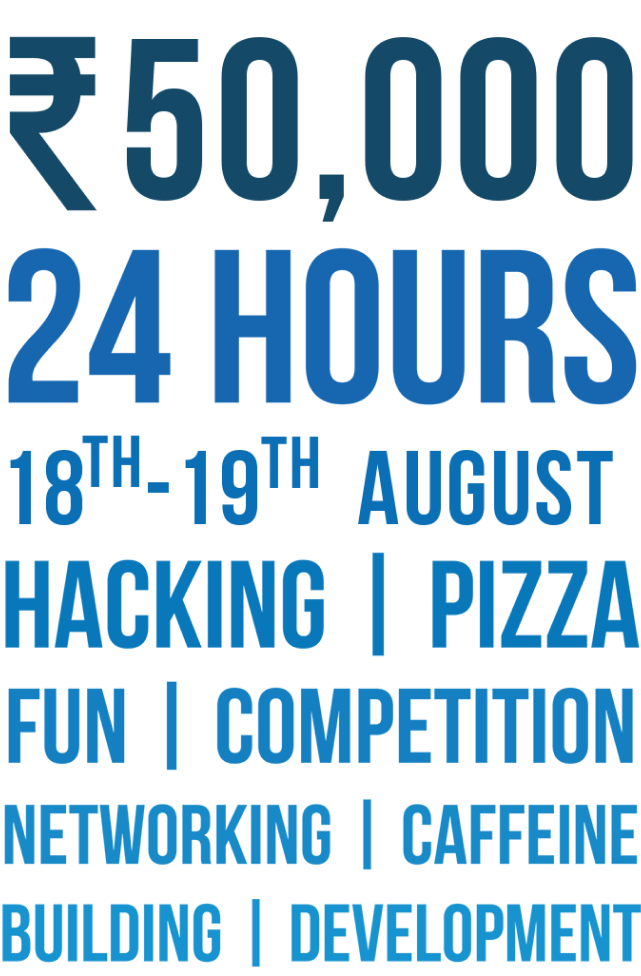 ₹50,000
24 HOURS
18TH-19TH AUGUST
HACKING | PIZZA
FUN | COMPETITION
NETWORKING | CAFFEINE
BUILDING | DEVELOPMENT